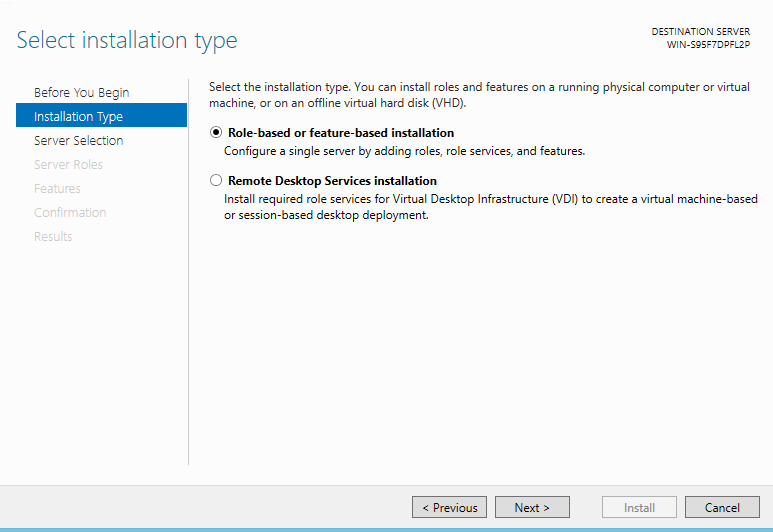 Select installation type
DESTINATION SERVER
WIN-S95F7DPFL2P
Before You Begin
Installation Type
Server Selection
Server Roles
Features
Confirmation
Results
Select the installation type. You can install roles and features on a running physical computer or virtual
machine, or on an offline virtual hard disk (VHD).
Role-based or feature-based installation
Configure a single server by adding roles, role services, and features.
Remote Desktop Services installation
Install required role services for Virtual Desktop Infrastructure (VDI) to create a virtual machine-based
or session-based desktop deployment.
< Previous
Next >
Install
Cancel